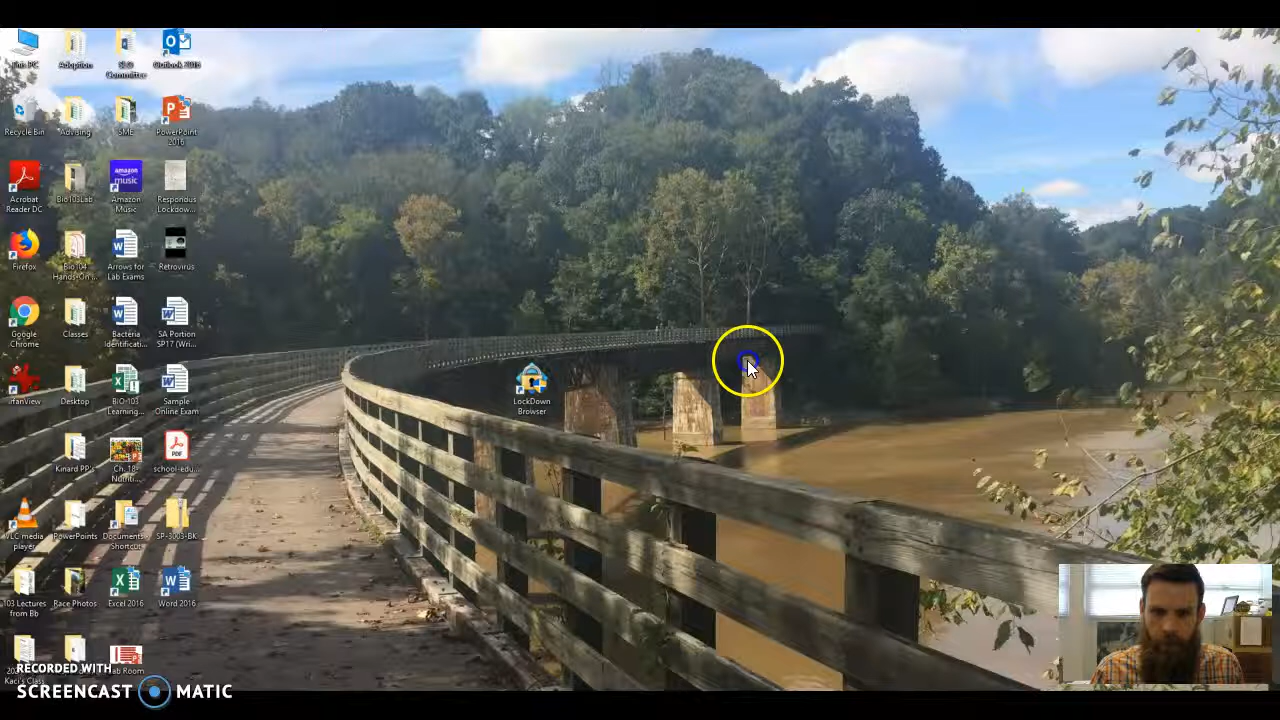 This PC
Adoption
SLO
Committee
Outlook 2016
Recycle Bin
Advising
SME
PowerPoint
2016
Acrobat
Reader DC
Bio103Lab
amazon
music
Amazon
Music
Respondus
Lockdow...
Firefox
Bio104
Hands-On ...
Arrows for
Lab Exams
Retrovirus
Google
Chrome
Classes
Bacteria
Identificati...
SA Portion
SP17 (Wri...
IrfanView
Desktop
BIO-103
Learning...
Sample
Online Exam
LockDown
Browser
Kinard PP's
Ch. 18-
Nutriti...
PDF
school-edu...
VLC media
player
PowerPoints
Documents
Shortcut
SP-3003-BK
103 Lectures
from Bb
Race Photos
Excel 2016
Word 2016
Kaci's Class
Lab Room
RECORDED WITH
SCREENCAST MATIC